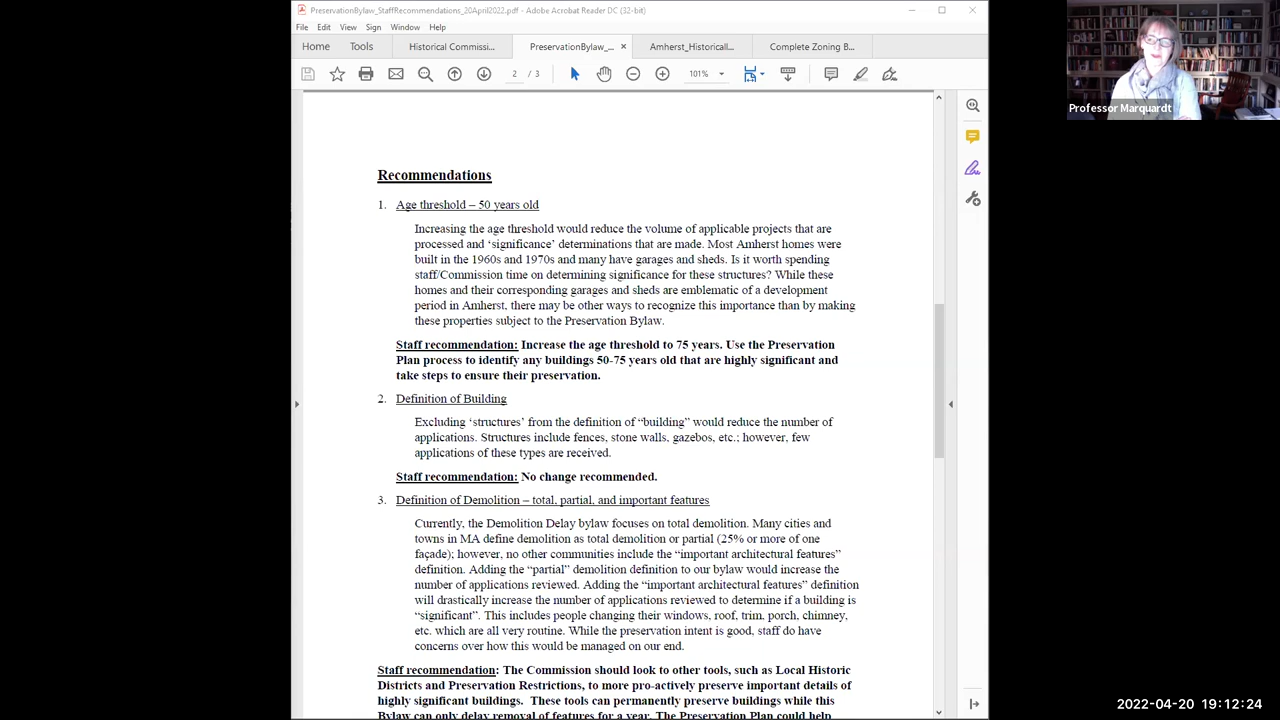 PreservationBylaw_StaffRecommendations_20April2022.pdf - Adobe Acrobat Reader DC (32-bit)
File Edit View Sign Window Help
Home Tools Historical Commissi... PreservationBylaw_... × Amherst_Historicall... Complete Zoning B...
2 / 3 101%
Recommendations
1. Age threshold – 50 years old
Increasing the age threshold would reduce the volume of applicable projects that are
processed and ‘significance’ determinations that are made. Most Amherst homes were
built in the 1960s and 1970s and many have garages and sheds. Is it worth spending
staff/Commission time on determining significance for these structures? While these
homes and their corresponding garages and sheds are emblematic of a development
period in Amherst, there may be other ways to recognize this importance than by making
these properties subject to the Preservation Bylaw.
Staff recommendation: Increase the age threshold to 75 years. Use the Preservation
Plan process to identify any buildings 50-75 years old that are highly significant and
take steps to ensure their preservation.
2. Definition of Building
Excluding ‘structures’ from the definition of “building” would reduce the number of
applications. Structures include fences, stone walls, gazebos, etc.; however, few
applications of these types are received.
Staff recommendation: No change recommended.
3. Definition of Demolition – total, partial, and important features
Currently, the Demolition Delay bylaw focuses on total demolition. Many cities and
towns in MA define demolition as total demolition or partial (25% or more of one
façade); however, no other communities include the “important architectural features”
definition. Adding the “partial” demolition definition to our bylaw would increase the
number of applications reviewed. Adding the “important architectural features” definition
will drastically increase the number of applications reviewed to determine if a building is
“significant”. This includes people changing their windows, roof, trim, porch, chimney,
etc. which are all very routine. While the preservation intent is good, staff do have
concerns over how this would be managed on our end.
Staff recommendation: The Commission should look to other tools, such as Local Historic
Districts and Preservation Restrictions, to more pro-actively preserve important details of
highly significant buildings. These tools can permanently preserve buildings while this
Bylaw can only delay removal of features for a year. The Preservation Plan could help
Professor Marquardt
2022-04-20 19:12:24